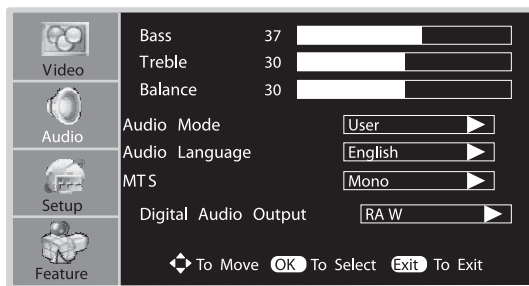 Video
Audio
Setup
Feature
Bass 37
Treble 30
Balance 30
Audio Mode User
Audio Language English
MTS Mono
Digital Audio Output RA W
To Move OK To Select Exit To Exit